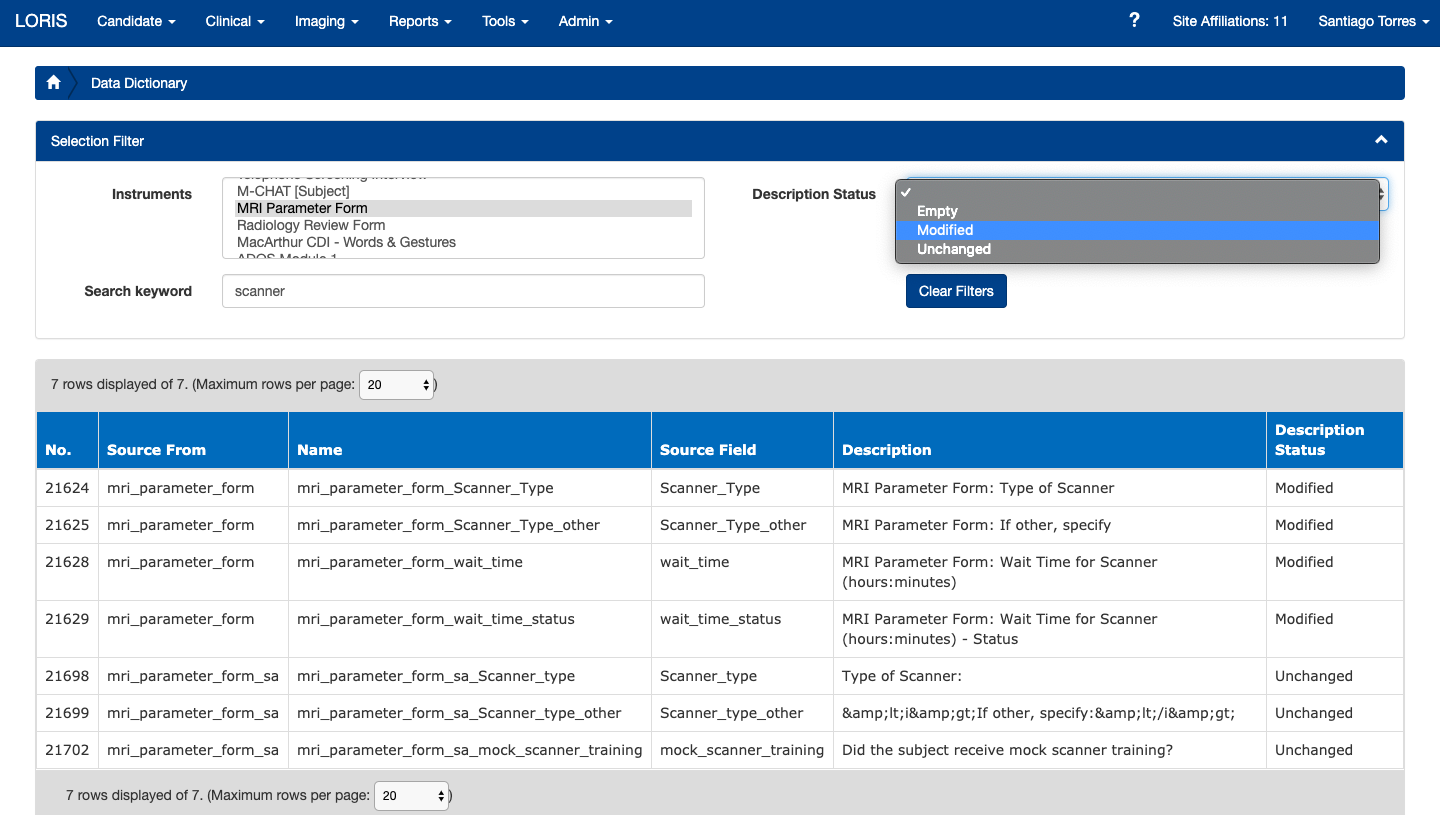 LORIS Candidate Clinical Imaging Reports Tools Admin ? Site Affiliations: 11 Santiago Torres
Data Dictionary
Selection Filter
Instruments
Telephone Screening Interview
M-CHAT [Subject]
MRI Parameter Form
Radiology Review Form
MacArthur CDI - Words & Gestures
ADOS Module 1
Description Status
✓
Empty
Modified
Unchanged
Search keyword scanner Clear Filters
7 rows displayed of 7. (Maximum rows per page: 20 )
No. Source From Name Source Field Description Description Status
21624 mri_parameter_form mri_parameter_form_Scanner_Type Scanner_Type MRI Parameter Form: Type of Scanner Modified
21625 mri_parameter_form mri_parameter_form_Scanner_Type_other Scanner_Type_other MRI Parameter Form: If other, specify Modified
21628 mri_parameter_form mri_parameter_form_wait_time wait_time MRI Parameter Form: Wait Time for Scanner (hours:minutes) Modified
21629 mri_parameter_form mri_parameter_form_wait_time_status wait_time_status MRI Parameter Form: Wait Time for Scanner (hours:minutes) - Status Modified
21698 mri_parameter_form_sa mri_parameter_form_sa_Scanner_type Scanner_type Type of Scanner: Unchanged
21699 mri_parameter_form_sa mri_parameter_form_sa_Scanner_type_other Scanner_type_other &amp;lt;i&amp;gt;If other, specify:&amp;lt;/i&amp;gt; Unchanged
21702 mri_parameter_form_sa mri_parameter_form_sa_mock_scanner_training mock_scanner_training Did the subject receive mock scanner training? Unchanged
7 rows displayed of 7. (Maximum rows per page: 20 )